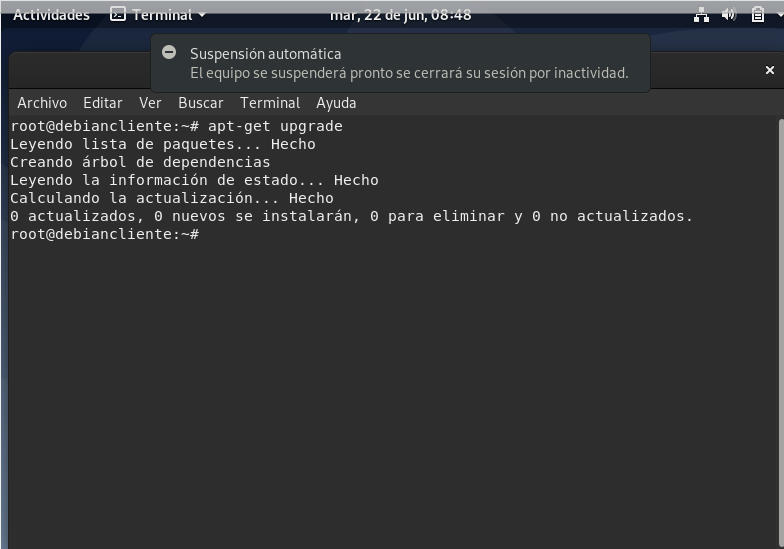 Actividades Terminal mar, 22 de jun, 08:48
Suspensión automática
El equipo se suspenderá pronto se cerrará su sesión por inactividad.
Archivo Editar Ver Buscar Terminal Ayuda
root@debiancliente:~# apt-get upgrade
Leyendo lista de paquetes... Hecho
Creando árbol de dependencias
Leyendo la información de estado... Hecho
Calculando la actualización... Hecho
0 actualizados, 0 nuevos se instalarán, 0 para eliminar y 0 no actualizados.
root@debiancliente:~#